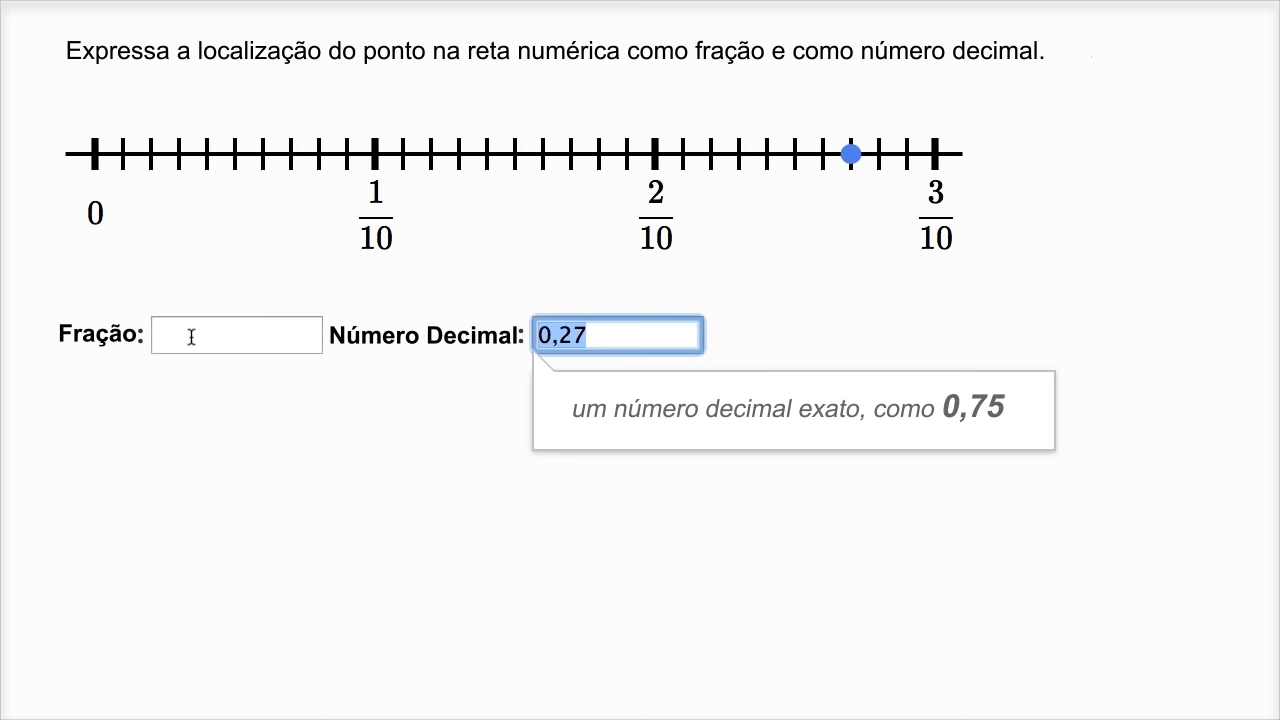 Expressa a localização do ponto na reta numérica como fração e como número decimal.
0
1
10
2
10
3
10
Fração: Número Decimal: 0,27
um número decimal exato, como 0,75